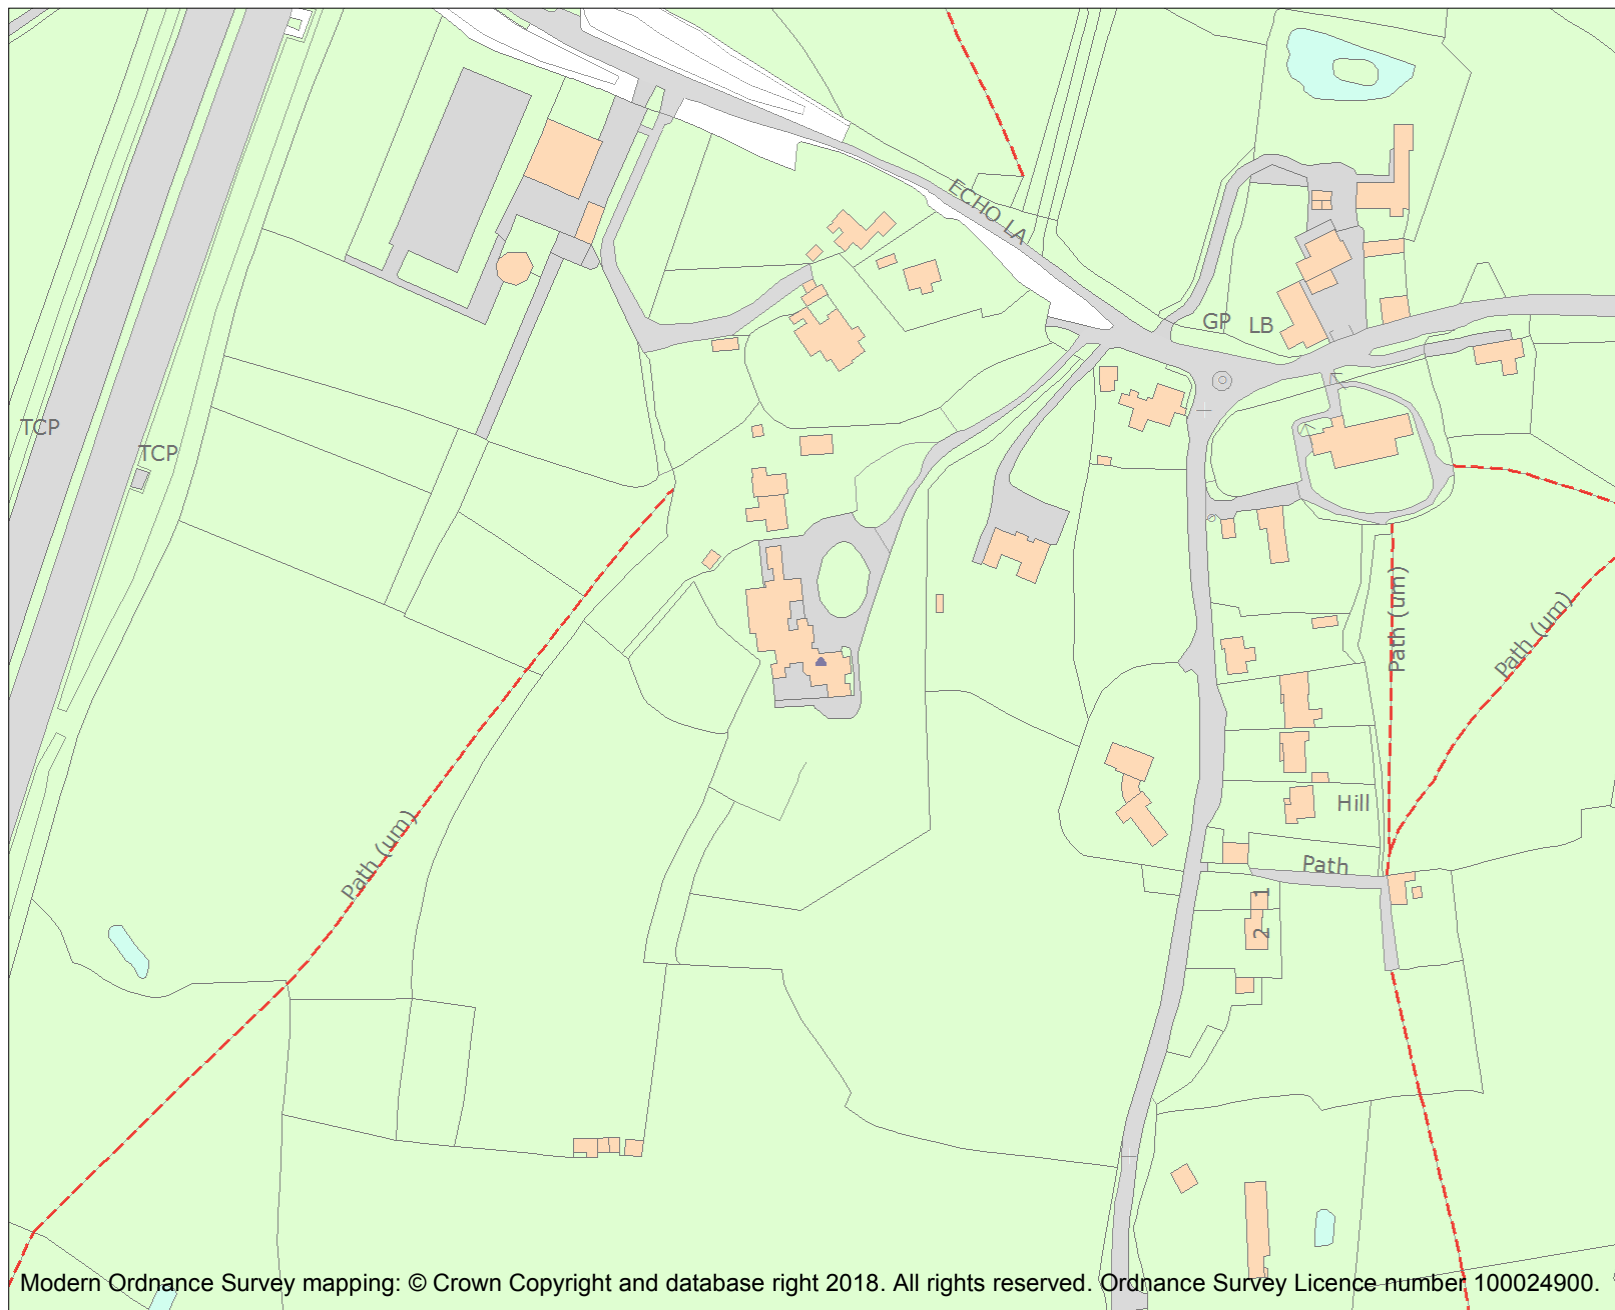 ECHO LA
GP
LB
TCP
TCP
Path (um)
Path (um)
Path (um)
Hill
Path
1
2
Modern Ordnance Survey mapping: © Crown Copyright and database right 2018. All rights reserved. Ordnance Survey Licence number 100024900.